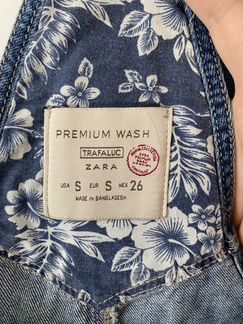 PREMIUM WASH
TRAFALUC
ZARA
USA S EUR S MEX 26
MADE IN BANGLADESH